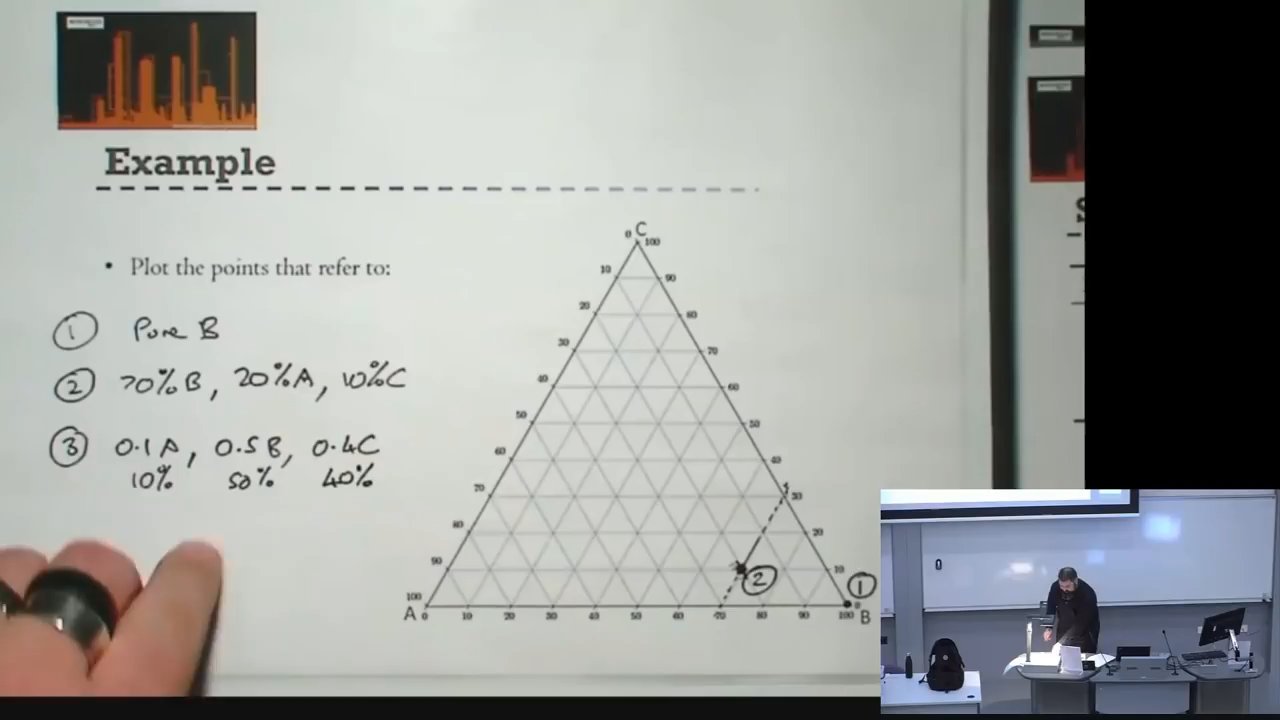 Example
• Plot the points that refer to:
① Pure B
② 70%B, 20%A, 10%C
③ 0.1A, 0.5B, 0.4C
10% 50% 40%
C
0 100
10 90
20 80
30 70
40 60
50 50
60 40
70 30
80 20
90 10
② ①
100 0
A B
0 10 20 30 40 50 60 70 80 90 100